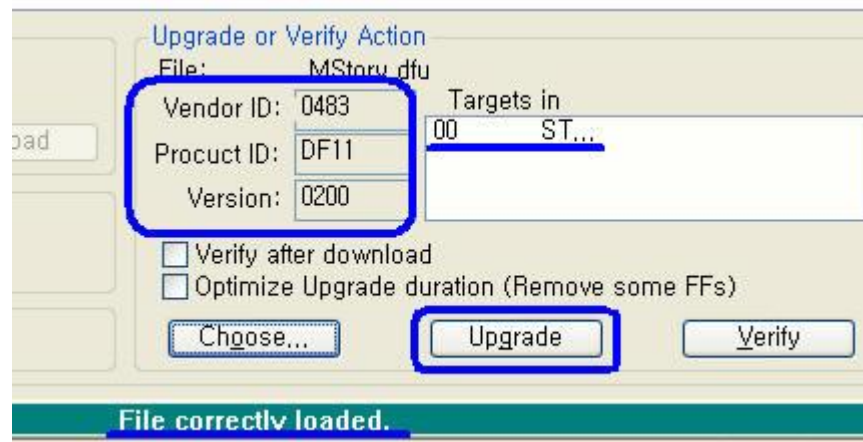 Upgrade or Verify Action
File: MStory.dfu
Vendor ID: 0483
Targets in
00 ST...
Procuct ID: DF11
Version: 0200
Verify after download
Optimize Upgrade duration (Remove some FFs)
Choose... Upgrade Verify
File correctly loaded.